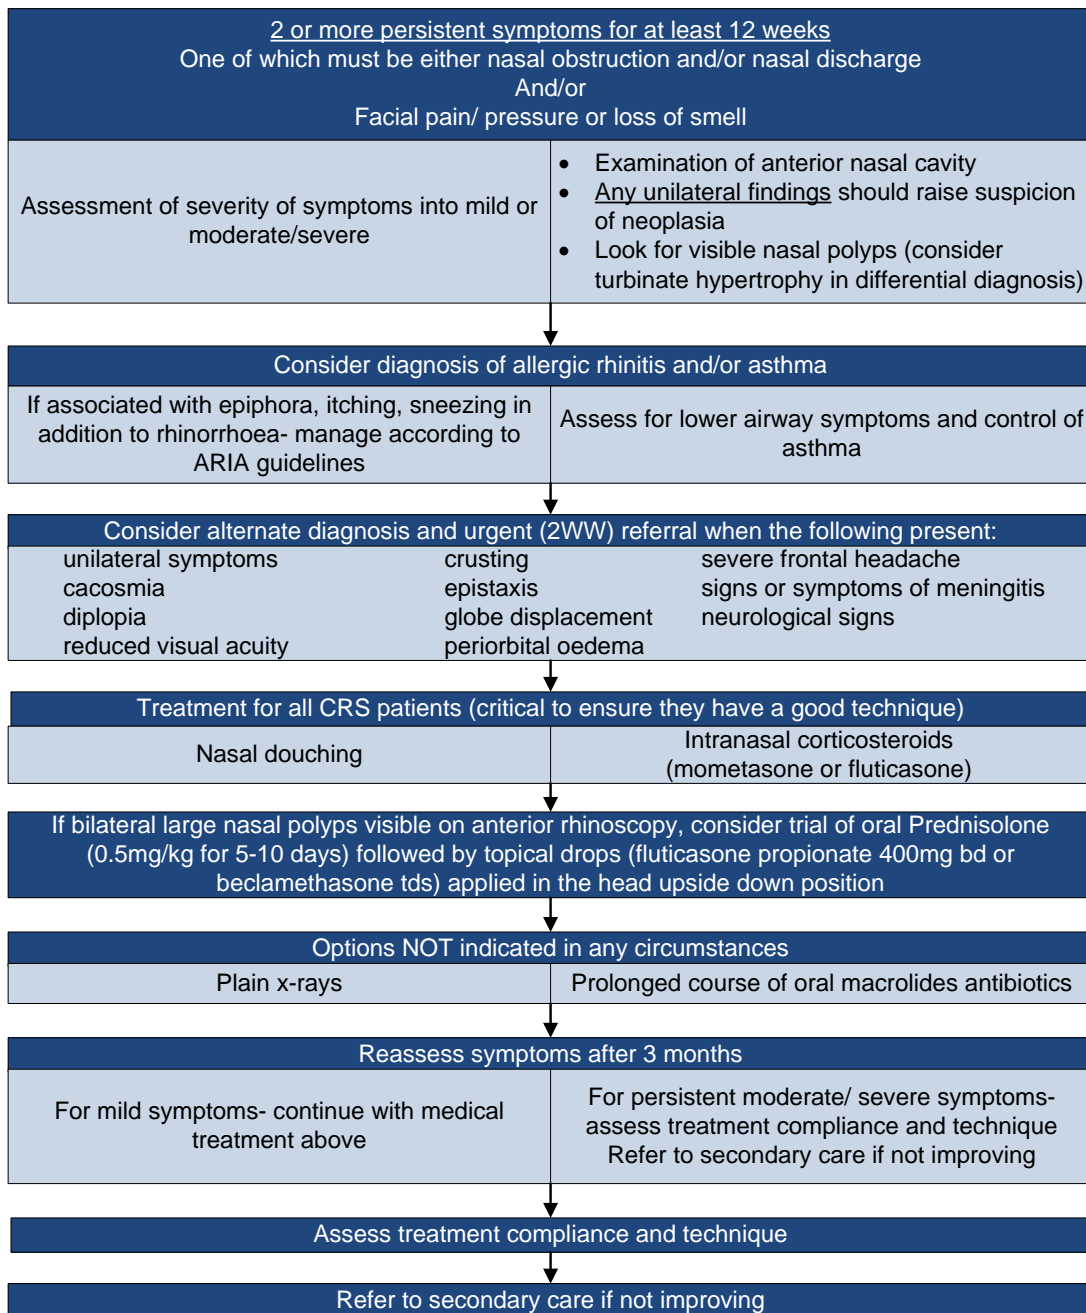 2 or more persistent symptoms for at least 12 weeks
One of which must be either nasal obstruction and/or nasal discharge
And/or
Facial pain/ pressure or loss of smell
Assessment of severity of symptoms into mild or
moderate/severe
• Examination of anterior nasal cavity
• Any unilateral findings should raise suspicion
of neoplasia
• Look for visible nasal polyps (consider
turbinate hypertrophy in differential diagnosis)
Consider diagnosis of allergic rhinitis and/or asthma
If associated with epiphora, itching, sneezing in
addition to rhinorrhoea- manage according to
ARIA guidelines
Assess for lower airway symptoms and control of
asthma
Consider alternate diagnosis and urgent (2WW) referral when the following present:
unilateral symptoms
cacosmia
diplopia
reduced visual acuity
crusting
epistaxis
globe displacement
periorbital oedema
severe frontal headache
signs or symptoms of meningitis
neurological signs
Treatment for all CRS patients (critical to ensure they have a good technique)
Nasal douching
Intranasal corticosteroids
(mometasone or fluticasone)
If bilateral large nasal polyps visible on anterior rhinoscopy, consider trial of oral Prednisolone
(0.5mg/kg for 5-10 days) followed by topical drops (fluticasone propionate 400mg bd or
beclamethasone tds) applied in the head upside down position
Options NOT indicated in any circumstances
Plain x-rays
Prolonged course of oral macrolides antibiotics
Reassess symptoms after 3 months
For mild symptoms- continue with medical
treatment above
For persistent moderate/ severe symptoms-
assess treatment compliance and technique
Refer to secondary care if not improving
Assess treatment compliance and technique
Refer to secondary care if not improving